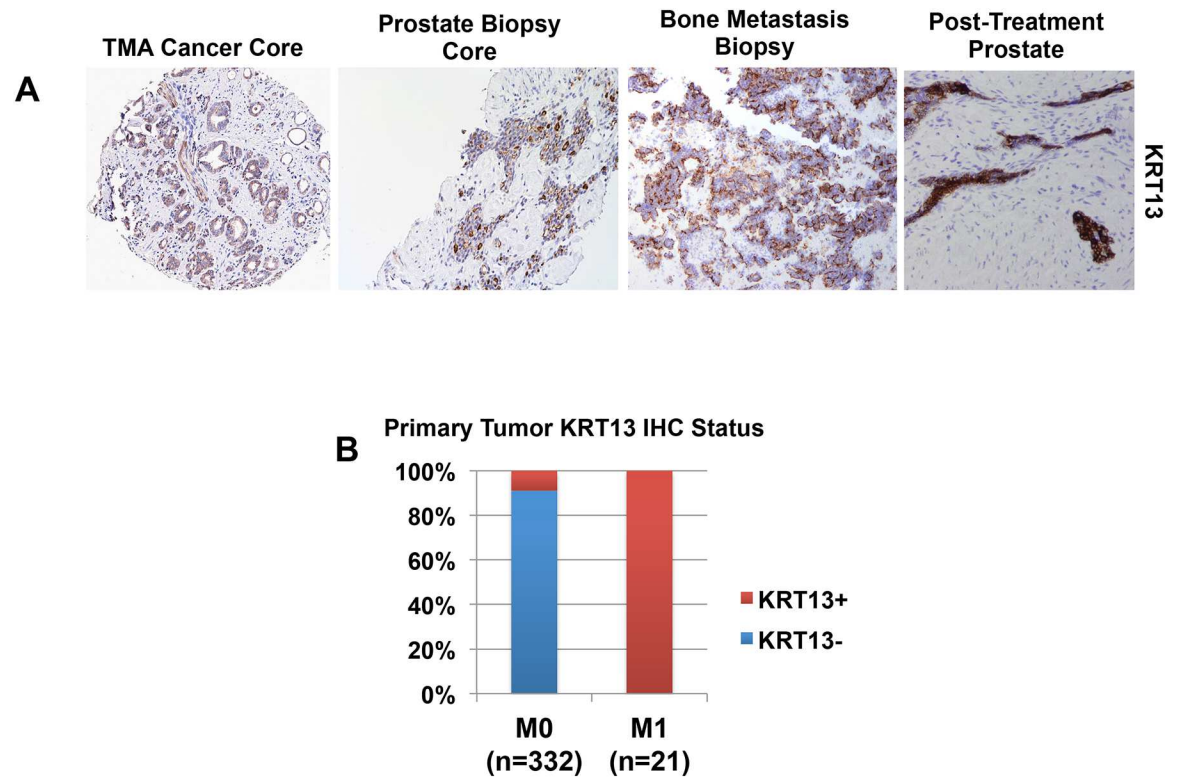 A
TMA Cancer Core
Prostate Biopsy
Core
Bone Metastasis
Biopsy
Post-Treatment
Prostate
KRT13
B
Primary Tumor KRT13 IHC Status
100%
80%
60%
40%
20%
0%
M0
(n=332)
M1
(n=21)
KRT13+
KRT13-